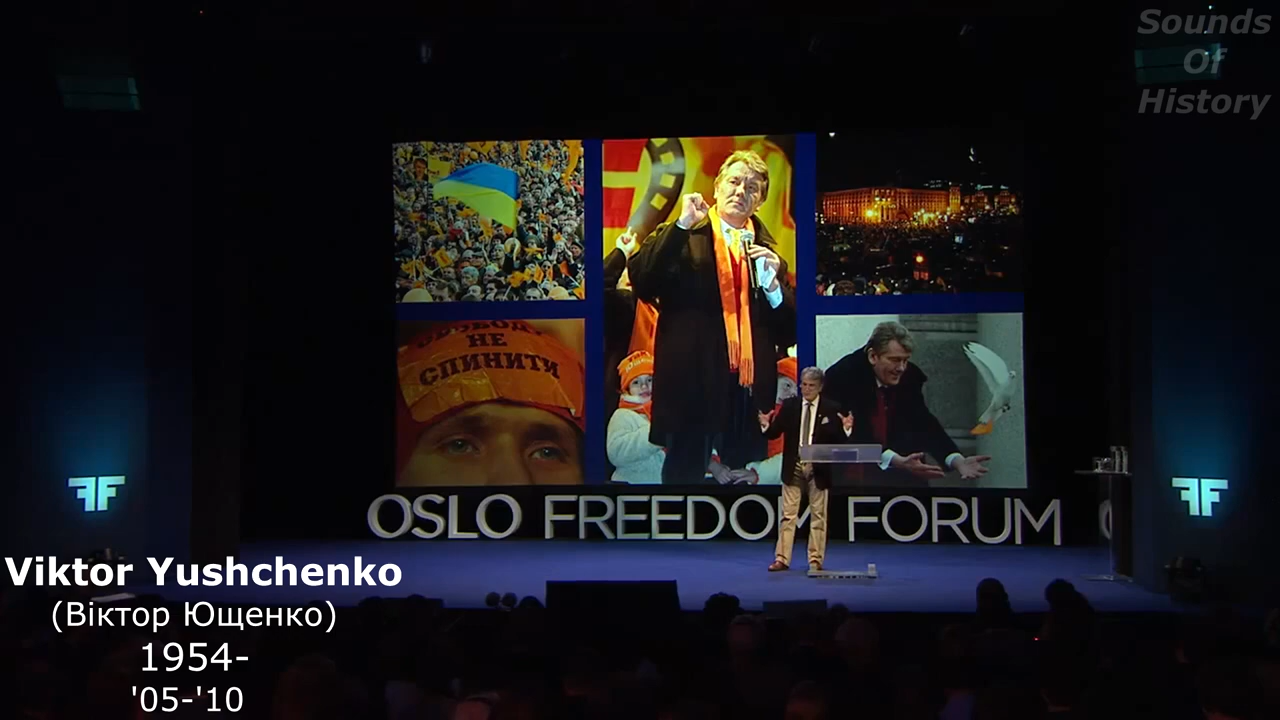 Sounds
Of
History
СВОБОДУ
НЕ
СПИНИТИ
OSLO FREEDOM FORUM
Viktor Yushchenko
(Віктор Ющенко)
1954-
'05-'10